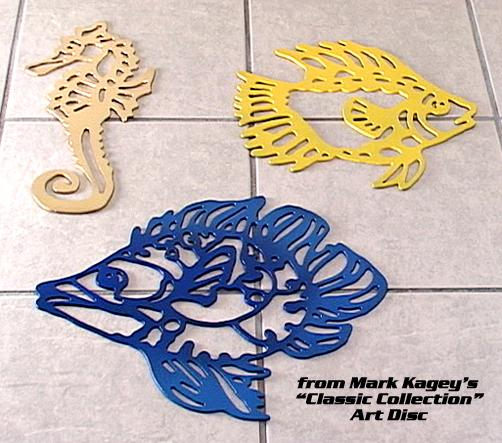 from Mark Kagey's
"Classic Collection"
Art Disc